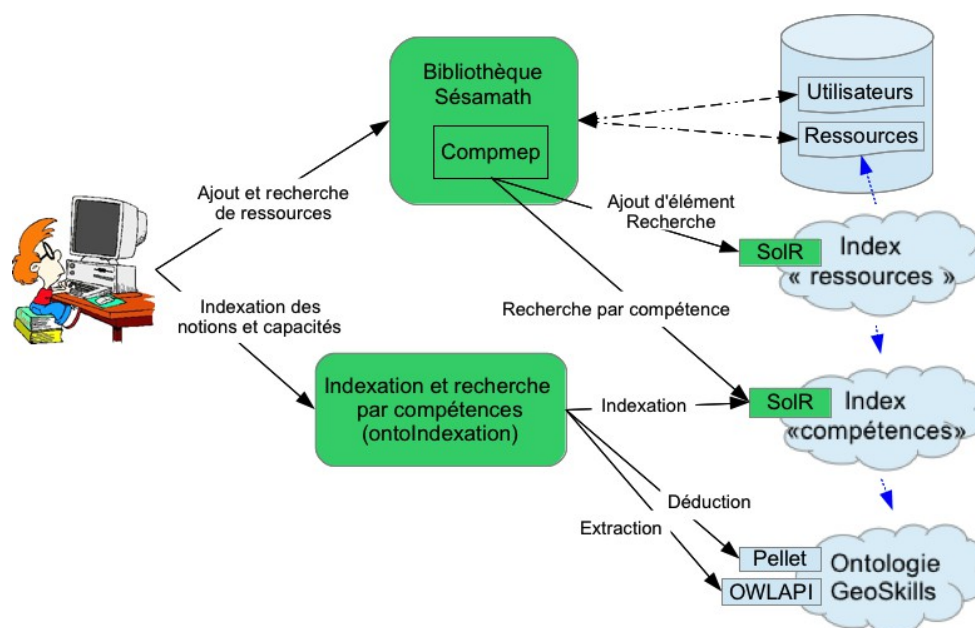 Bibliothèque
Sésamath
Compmep
Utilisateurs
Ressources
Ajout et recherche
de ressources
Ajout d'élément
Recherche
SolR
Index
« ressources »
Indexation des
notions et capacités
Recherche par compétence
Indexation et recherche
par compétences
(ontoIndexation)
Indexation
SolR
Index
«compétences»
Déduction
Extraction
Pellet
OWLAPI
Ontologie
GeoSkills